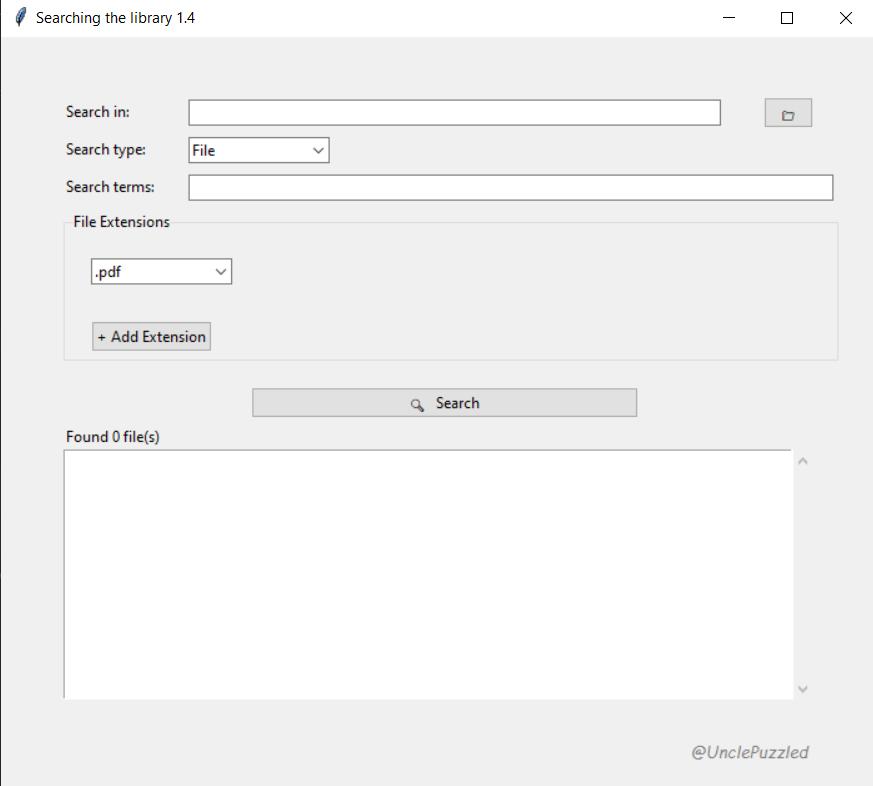 Searching the library 1.4
Search in:
Search type: File
Search terms:
File Extensions
.pdf
+ Add Extension
Search
Found 0 file(s)
@UnclePuzzled